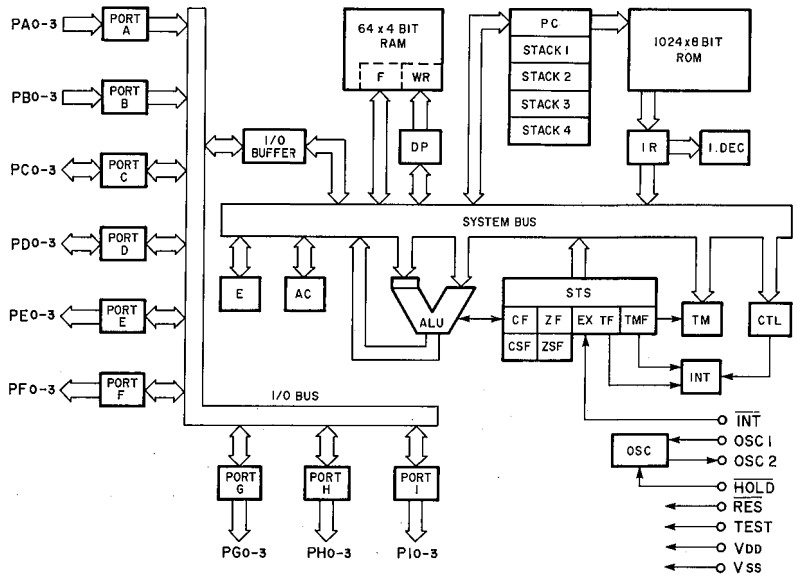 PA0-3
PORT
A
PB0-3
PORT
B
PC0-3
PORT
C
PD0-3
PORT
D
PE0-3
PORT
E
PF0-3
PORT
F
I/O
BUFFER
64 x 4 BIT
RAM
F
WR
DP
PC
STACK 1
STACK 2
STACK 3
STACK 4
1024x8 BIT
ROM
IR
I.DEC
SYSTEM BUS
E
AC
ALU
STS
CF
ZF
EX TF
TMF
CSF
ZSF
TM
CTL
INT
I/O BUS
PORT
G
PORT
H
PORT
I
PG0-3
PH0-3
PI0-3
OSC
INT
OSC 1
OSC 2
HOLD
RES
TEST
VDD
VSS